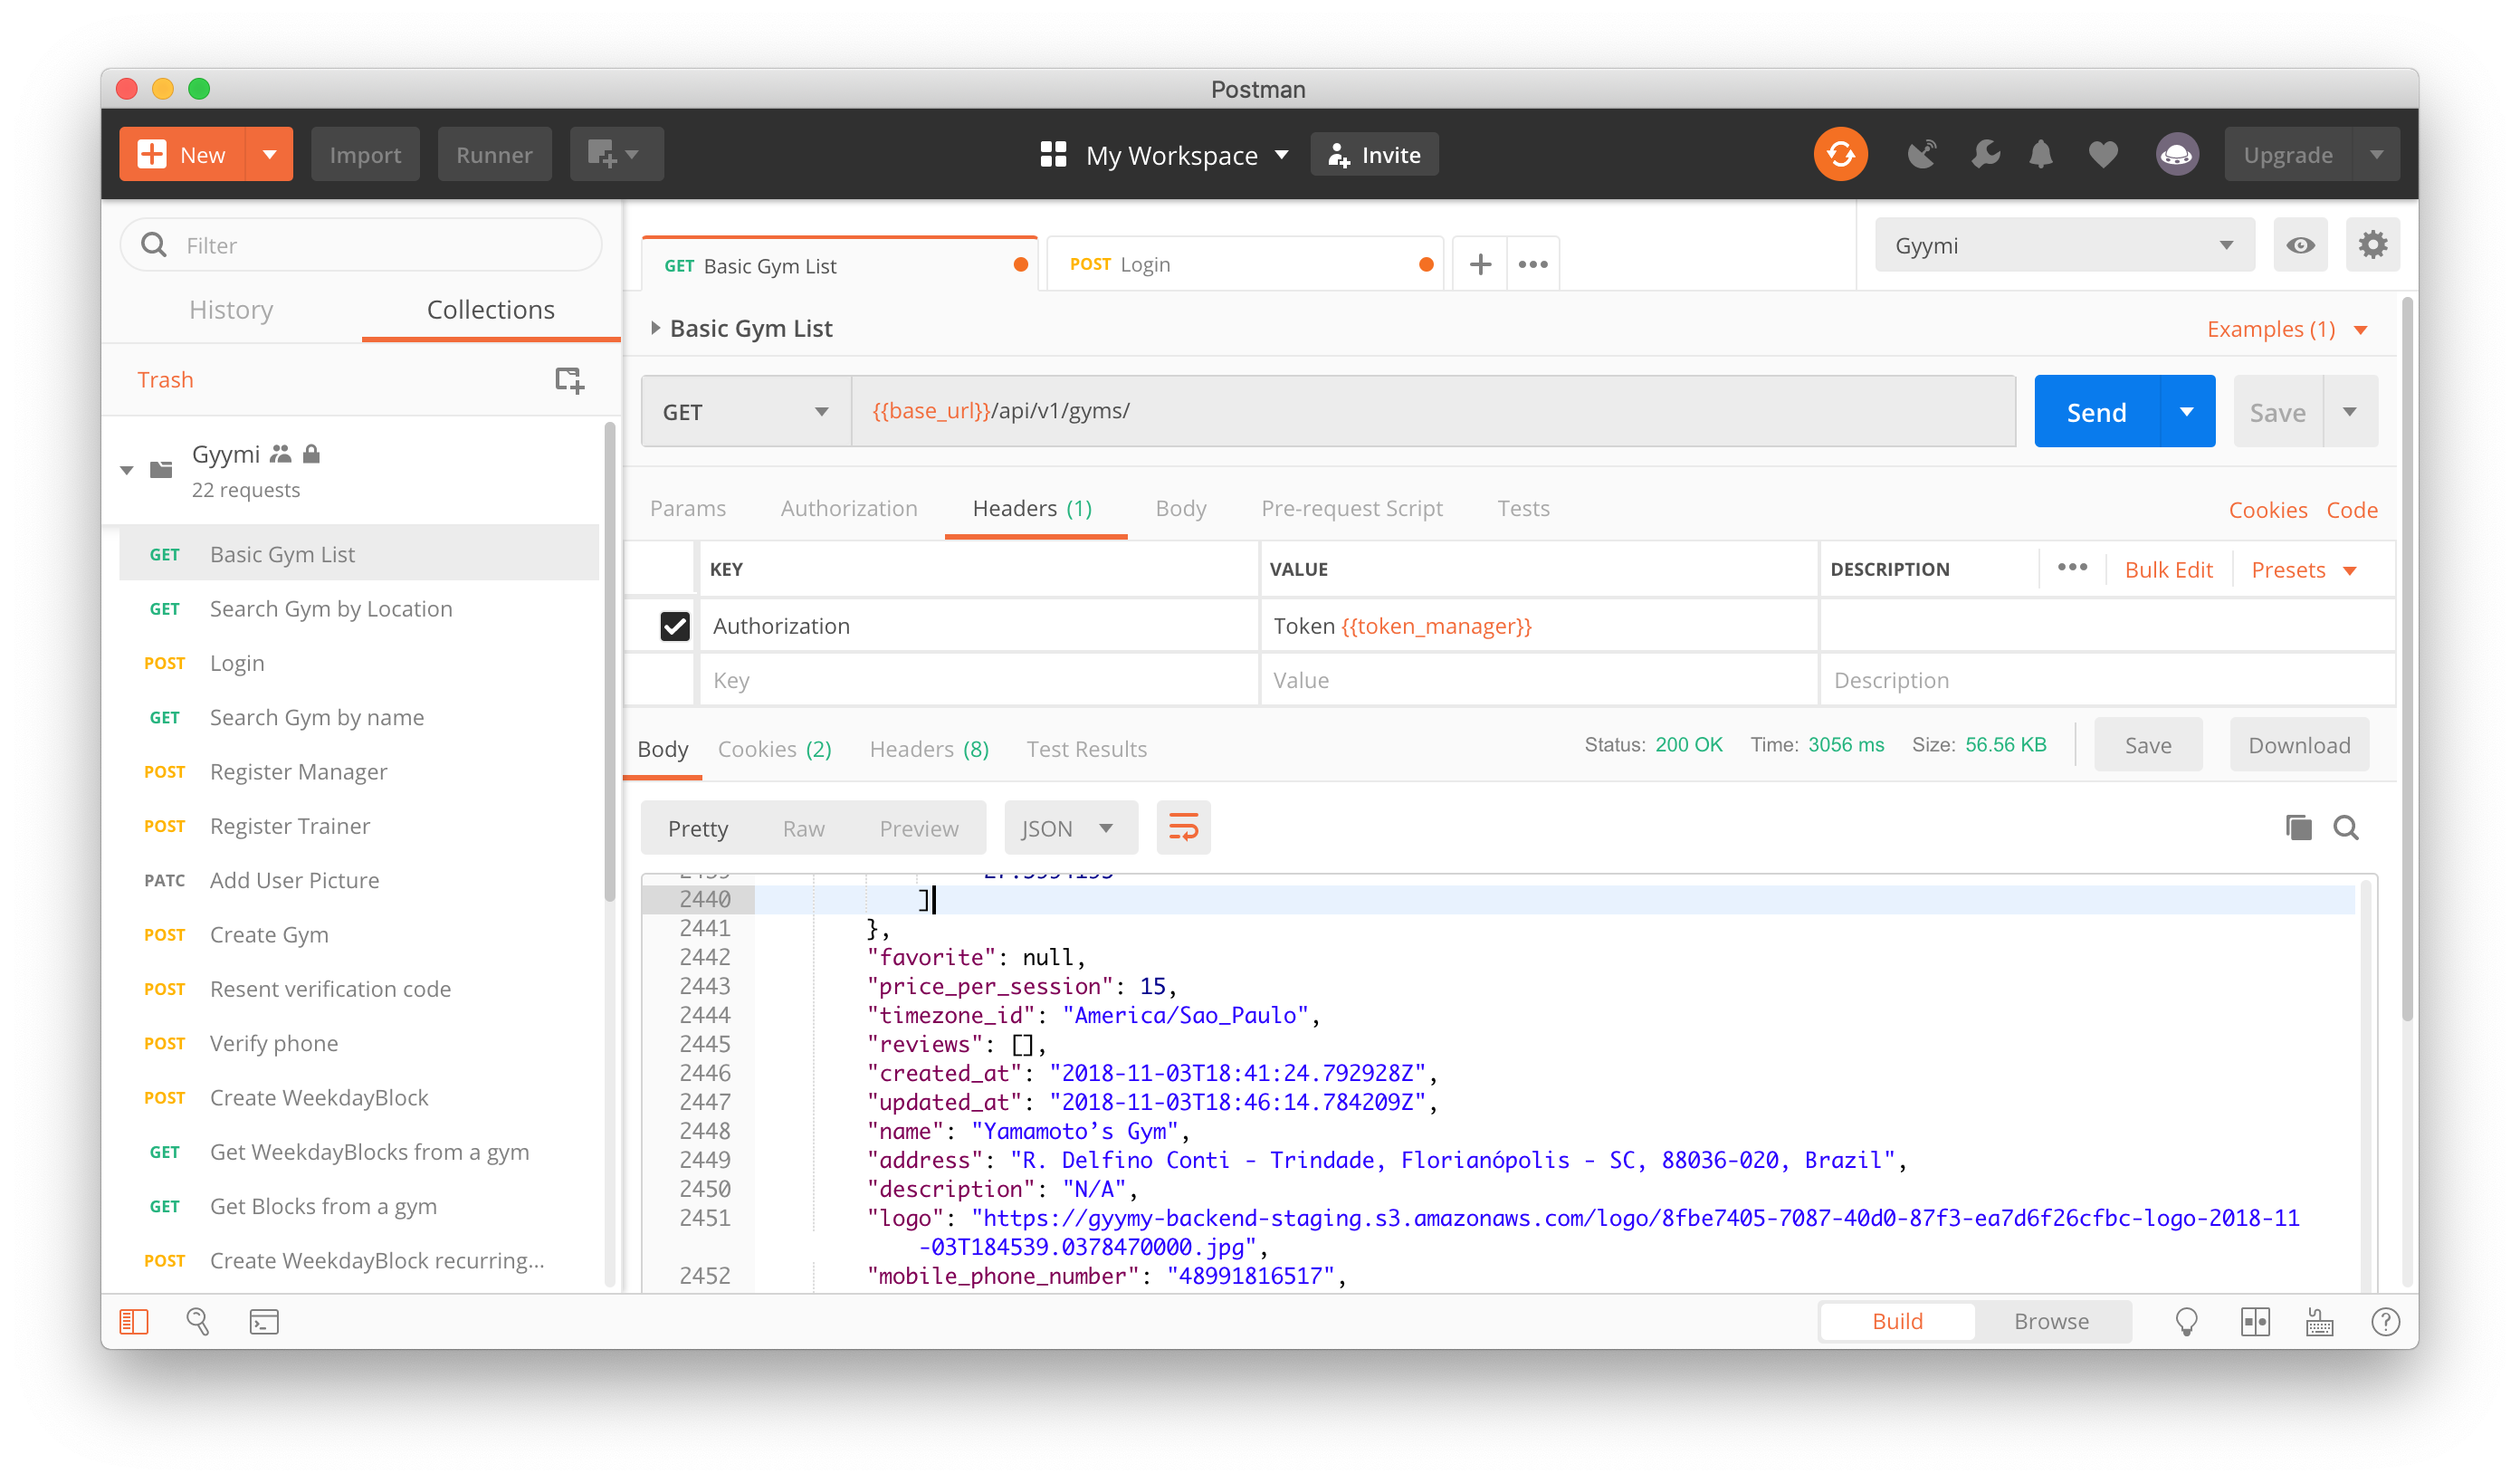 Postman
New
Import
Runner
My Workspace
Invite
Upgrade
Filter
History
Collections
Trash
Gyymi
22 requests
GET Basic Gym List
GET Search Gym by Location
POST Login
GET Search Gym by name
POST Register Manager
POST Register Trainer
PATC Add User Picture
POST Create Gym
POST Resent verification code
POST Verify phone
POST Create WeekdayBlock
GET Get WeekdayBlocks from a gym
GET Get Blocks from a gym
POST Create WeekdayBlock recurring...
GET Basic Gym List
POST Login
Gyymi
Basic Gym List
Examples (1)
GET
{{base_url}}/api/v1/gyms/
Send
Save
Params
Authorization
Headers (1)
Body
Pre-request Script
Tests
Cookies
Code
KEY
VALUE
DESCRIPTION
Bulk Edit
Presets
Authorization
Token {{token_manager}}
Key
Value
Description
Body
Cookies (2)
Headers (8)
Test Results
Status: 200 OK
Time: 3056 ms
Size: 56.56 KB
Save
Download
Pretty
Raw
Preview
JSON
2440 ]
2441 },
2442 "favorite": null,
2443 "price_per_session": 15,
2444 "timezone_id": "America/Sao_Paulo",
2445 "reviews": [],
2446 "created_at": "2018-11-03T18:41:24.792928Z",
2447 "updated_at": "2018-11-03T18:46:14.784209Z",
2448 "name": "Yamamoto’s Gym",
2449 "address": "R. Delfino Conti - Trindade, Florianópolis - SC, 88036-020, Brazil",
2450 "description": "N/A",
2451 "logo": "https://gyymy-backend-staging.s3.amazonaws.com/logo/8fbe7405-7087-40d0-87f3-ea7d6f26cfbc-logo-2018-11
-03T184539.0378470000.jpg",
2452 "mobile_phone_number": "48991816517",
Build
Browse